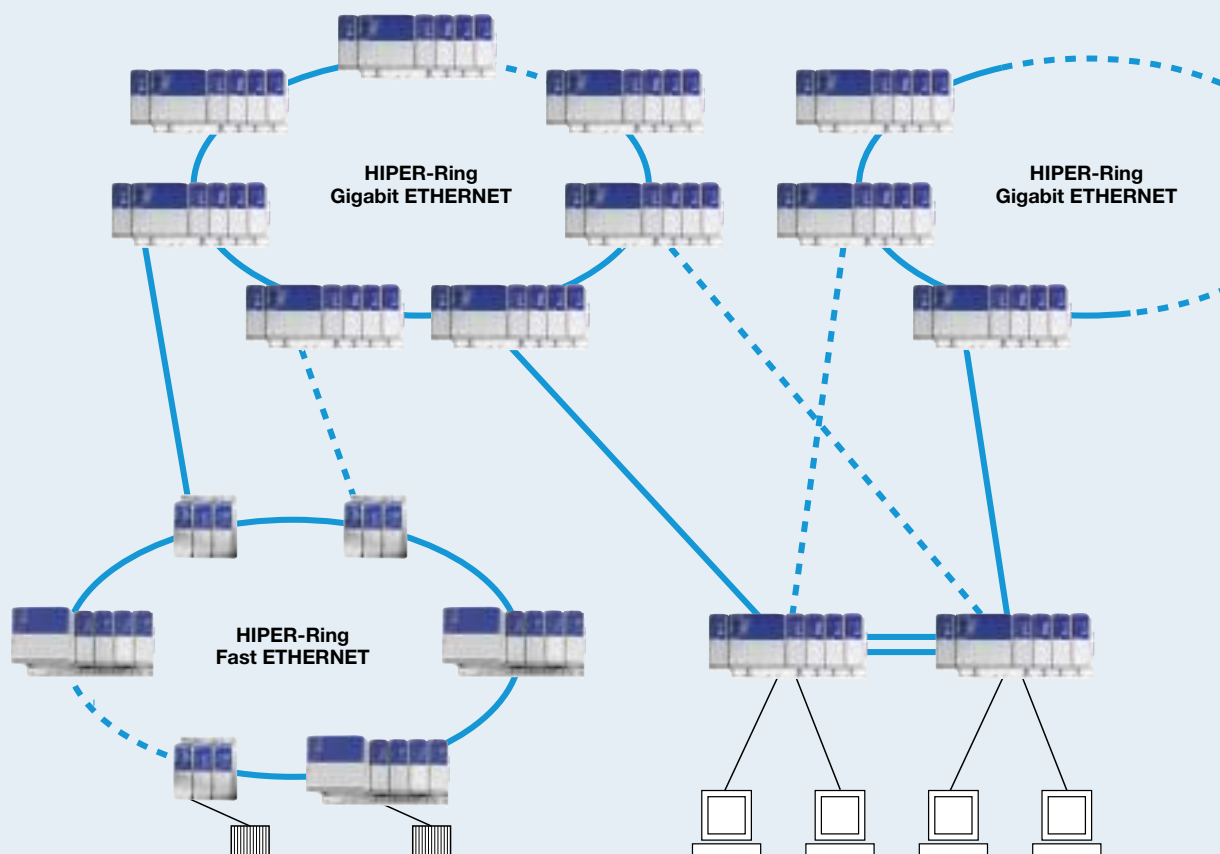 HIPER-Ring
Gigabit ETHERNET
HIPER-Ring
Gigabit ETHERNET
HIPER-Ring
Fast ETHERNET